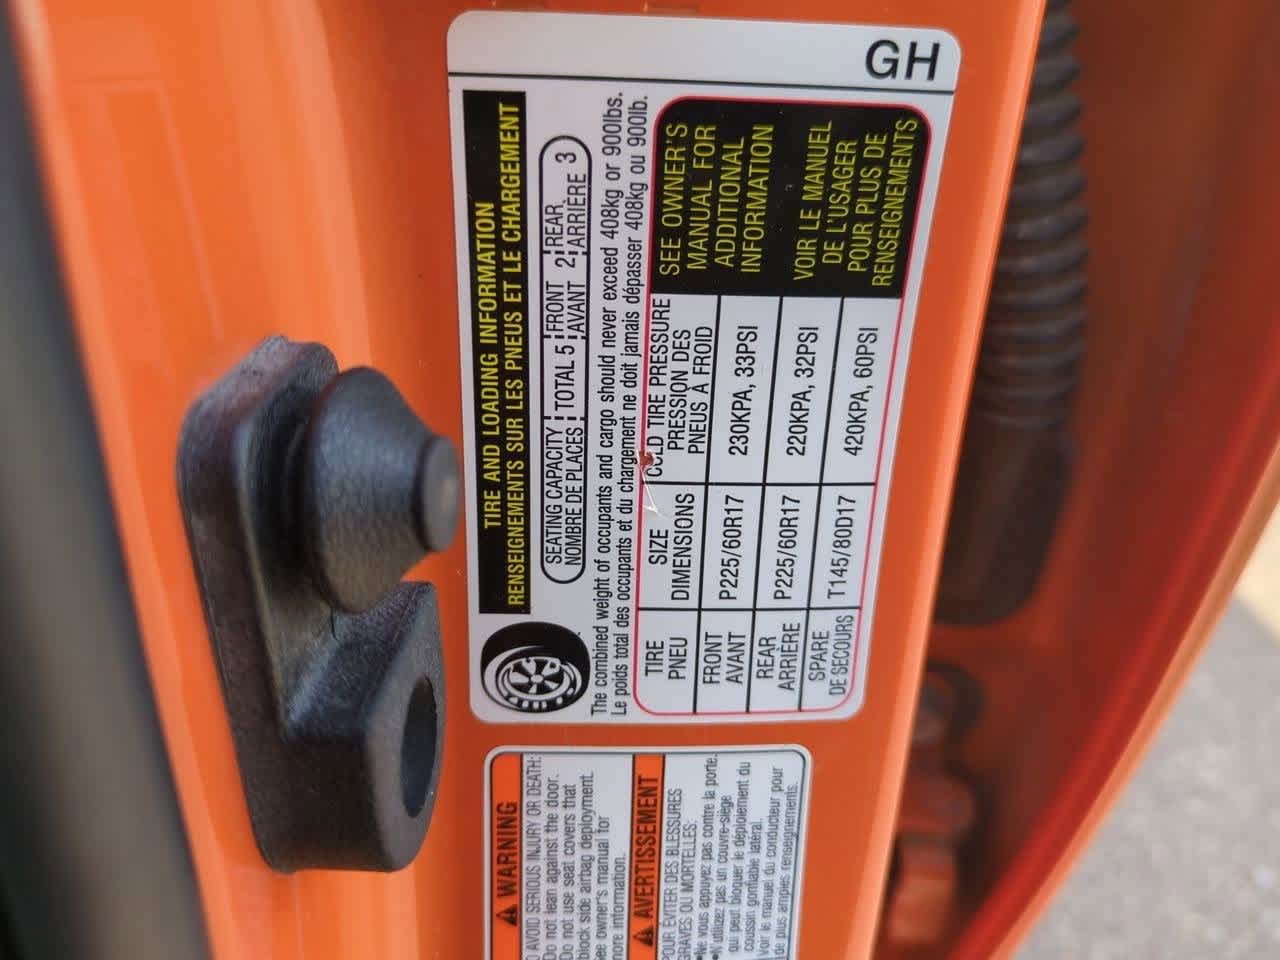 GH
TIRE AND LOADING INFORMATION
RENSEIGNEMENTS SUR LES PNEUS ET LE CHARGEMENT
SEATING CAPACITY TOTAL 5 FRONT 2 REAR 3
NOMBRE DE PLACES AVANT ARRIÈRE
The combined weight of occupants and cargo should never exceed 408kg or 900lbs.
Le poids total des occupants et du chargement ne doit jamais dépasser 408kg ou 900lb.
TIRE SIZE COLD TIRE PRESSURE
PNEU DIMENSIONS PRESSION DES
PNEUS À FROID
FRONT P225/60R17 230KPA, 33PSI
AVANT
REAR P225/60R17 220KPA, 32PSI
ARRIÈRE
SPARE T145/80D17 420KPA, 60PSI
DE SECOURS
SEE OWNER'S
MANUAL FOR
ADDITIONAL
INFORMATION
VOIR LE MANUEL
DE L'USAGER
POUR PLUS DE
RENSEIGNEMENTS
WARNING
AVOID SERIOUS INJURY OR DEATH:
Do not lean against the door.
Do not use seat covers that
block side airbag deployment.
See owner's manual for
more information.
AVERTISSEMENT
POUR ÉVITER DES BLESSURES
GRAVES OU MORTELLES:
•Ne vous appuyez pas contre la porte.
•N'utilisez pas un couvre-siège
qui peut bloquer le déploiement du
coussin gonflable latéral.
Voir le manuel du conducteur pour
de plus amples renseignements.